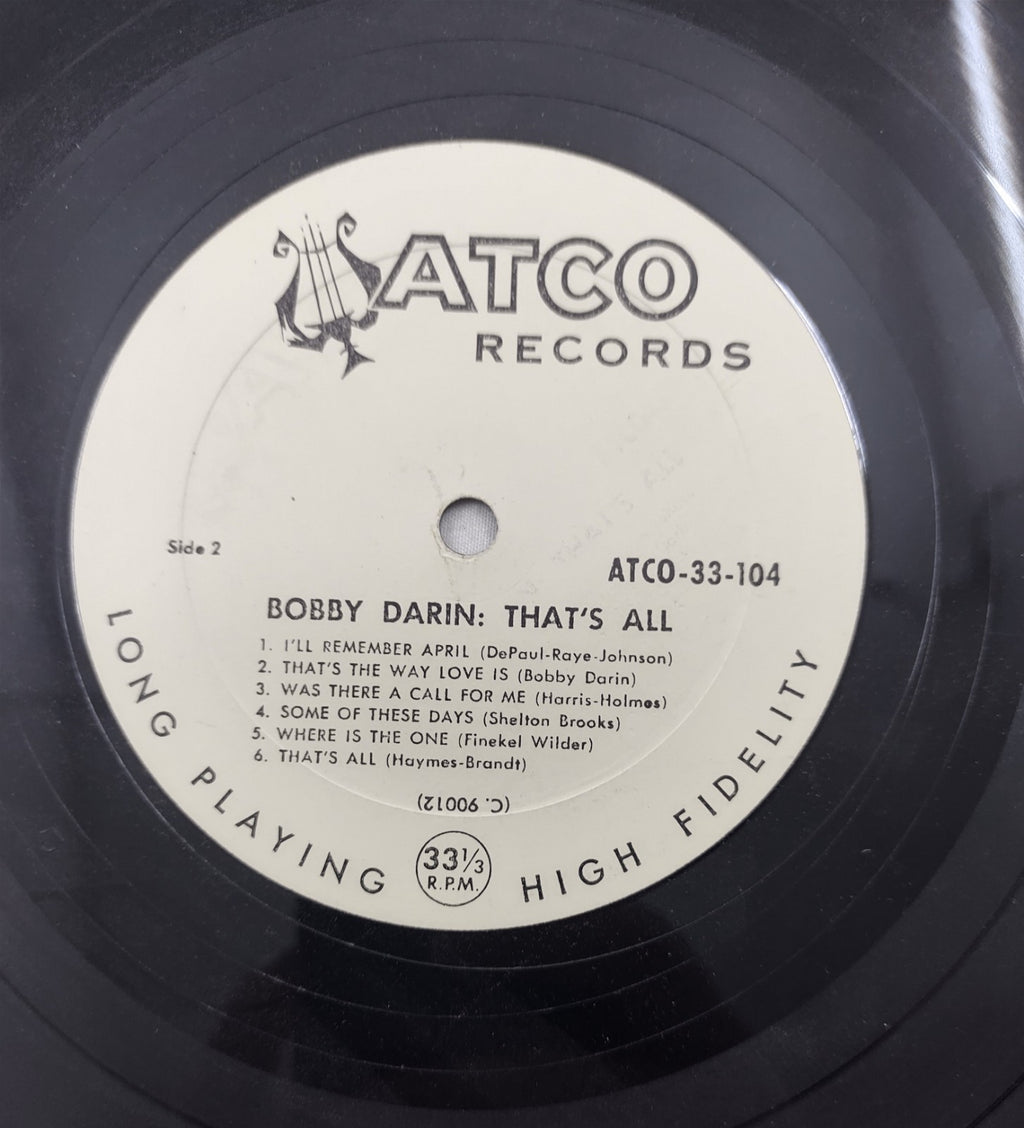 ATCO
RECORDS
Side 2
ATCO-33-104
BOBBY DARIN: THAT'S ALL
1. I'LL REMEMBER APRIL (DePaul-Raye-Johnson)
2. THAT'S THE WAY LOVE IS (Bobby Darin)
3. WAS THERE A CALL FOR ME (Harris-Holmes)
4. SOME OF THESE DAYS (Shelton Brooks)
5. WHERE IS THE ONE (Finekel Wilder)
6. THAT'S ALL (Haymes-Brandt)
(C. 90012)
LONG PLAYING
33⅓
R.P.M.
HIGH FIDELITY